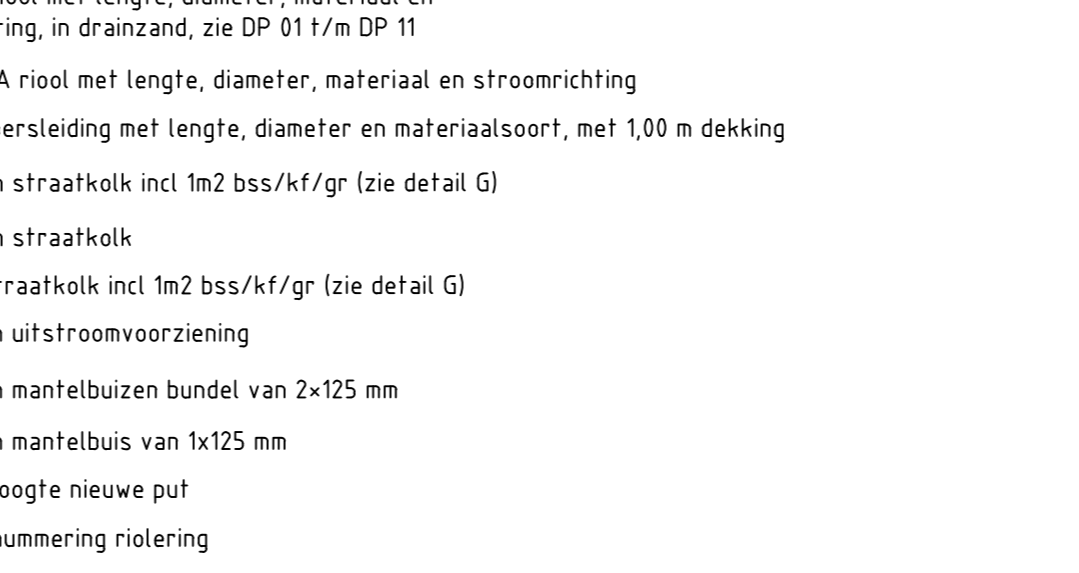 met lengte, diameter, materiaal en
ing, in drainzand, zie DP 01 t/m DP 11
A riool met lengte, diameter, materiaal en stroomrichting
ersleiding met lengte, diameter en materiaalsoort, met 1,00 m dekking
straatkolk incl 1m2 bss/kf/gr (zie detail G)
straatkolk
traatkolk incl 1m2 bss/kf/gr (zie detail G)
uitstroomvoorziening
mantelbuizen bundel van 2×125 mm
mantelbuis van 1x125 mm
oogte nieuwe put
ummering riolering